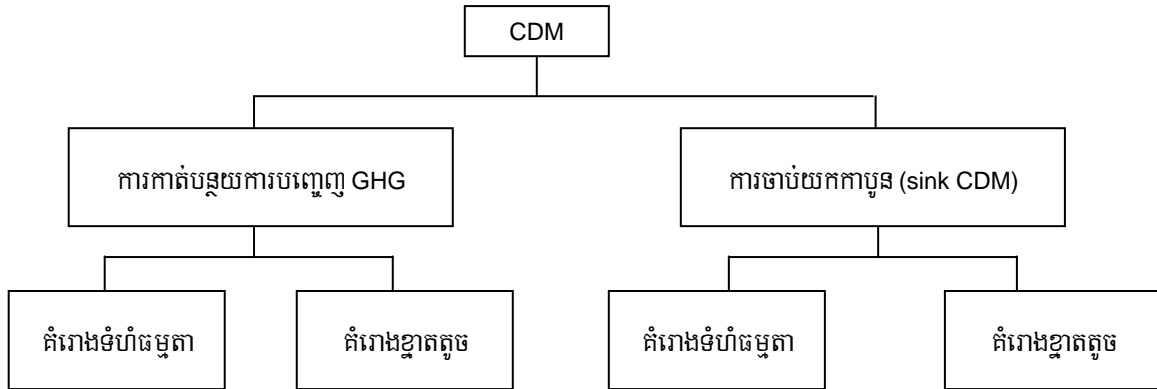 CDM
ការកាត់បន្ថយការបញ្ចេញ GHG
ការចាប់យកកាបូន (sink CDM)
គំរោងទំហំធម្មតា
គំរោងខ្នាតតូច
គំរោងទំហំធម្មតា
គំរោងខ្នាតតូច